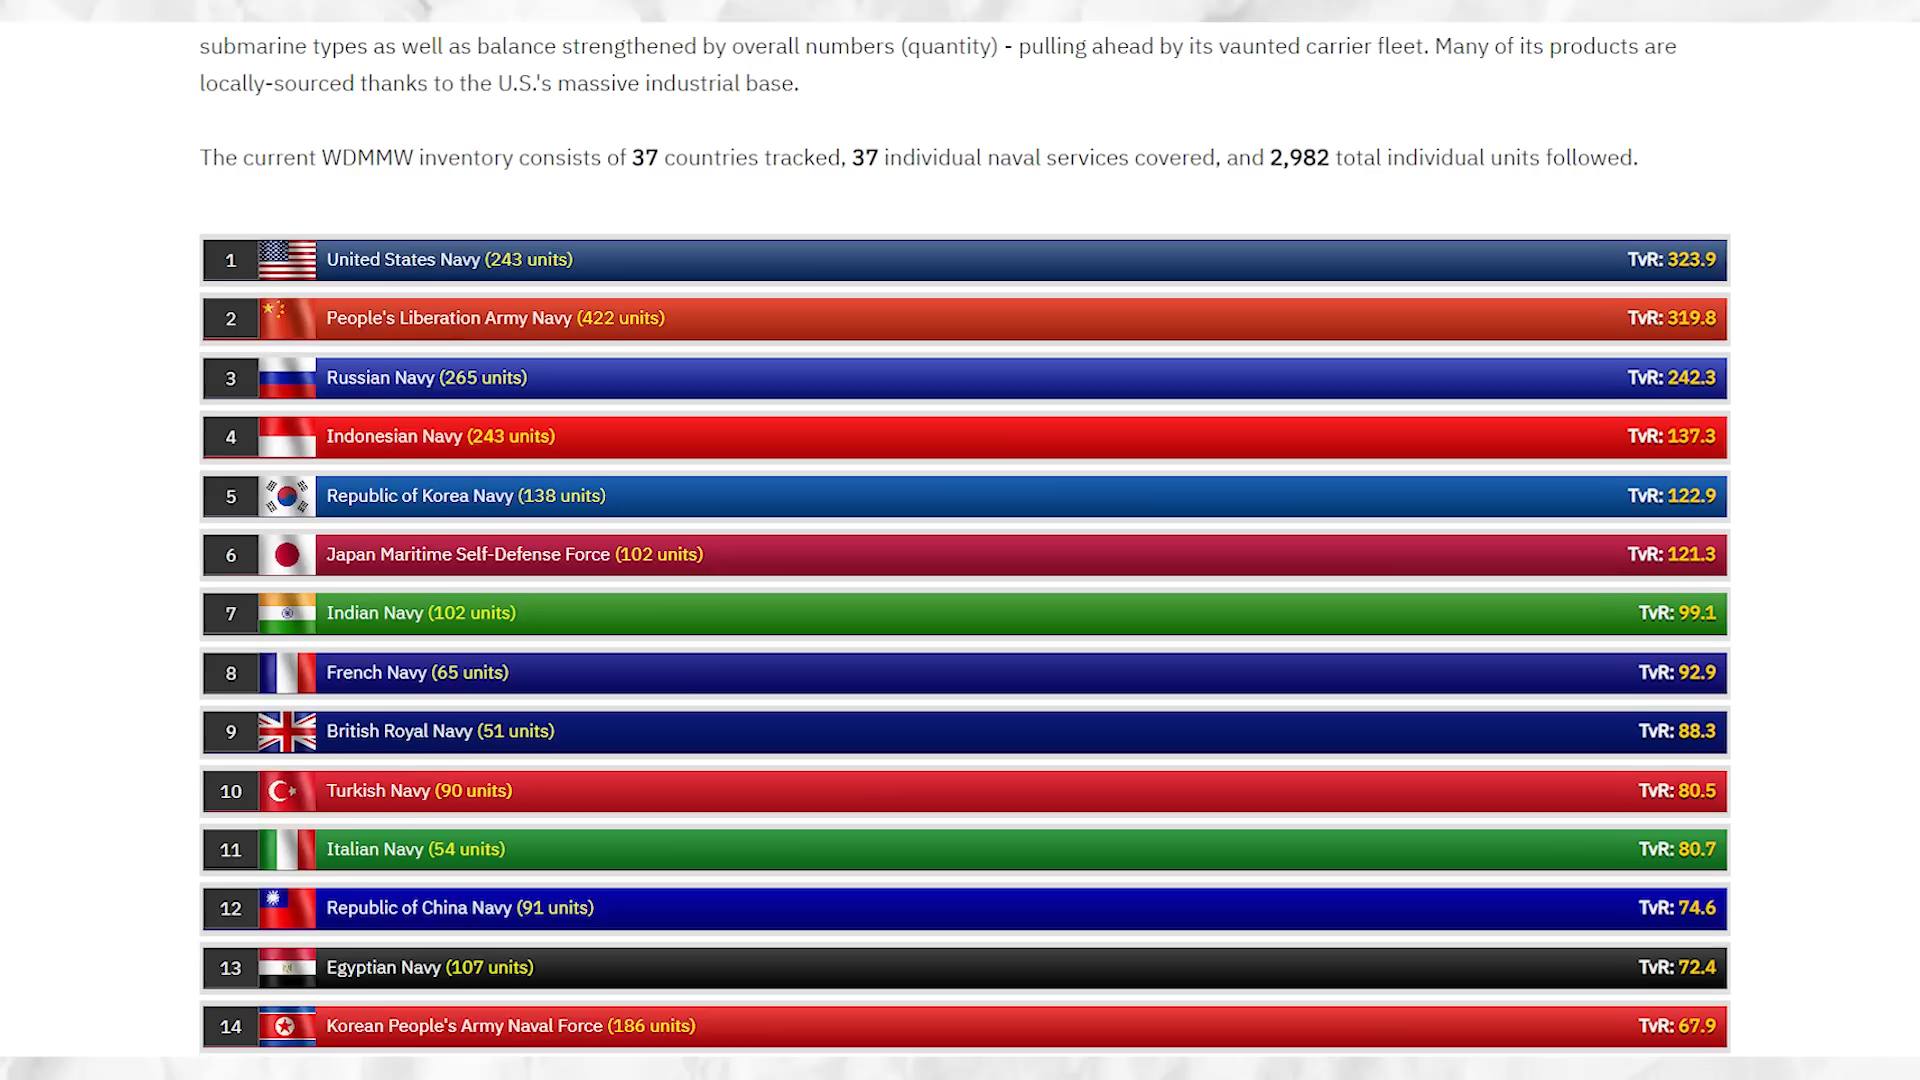 submarine types as well as balance strengthened by overall numbers (quantity) - pulling ahead by its vaunted carrier fleet. Many of its products are
locally-sourced thanks to the U.S.'s massive industrial base.
The current WDMMW inventory consists of 37 countries tracked, 37 individual naval services covered, and 2,982 total individual units followed.
1 United States Navy (243 units) TvR: 323.9
2 People's Liberation Army Navy (422 units) TvR: 319.8
3 Russian Navy (265 units) TvR: 242.3
4 Indonesian Navy (243 units) TvR: 137.3
5 Republic of Korea Navy (138 units) TvR: 122.9
6 Japan Maritime Self-Defense Force (102 units) TvR: 121.3
7 Indian Navy (102 units) TvR: 99.1
8 French Navy (65 units) TvR: 92.9
9 British Royal Navy (51 units) TvR: 88.3
10 Turkish Navy (90 units) TvR: 80.5
11 Italian Navy (54 units) TvR: 80.7
12 Republic of China Navy (91 units) TvR: 74.6
13 Egyptian Navy (107 units) TvR: 72.4
14 Korean People's Army Naval Force (186 units) TvR: 67.9